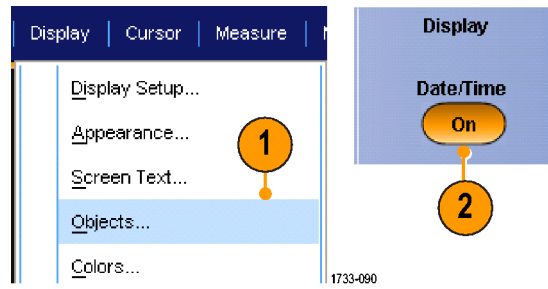 Display Cursor Measure
Display Setup...
Appearance...
1
Screen Text...
Objects...
Colors...
1733-090
Display
Date/Time
On
2